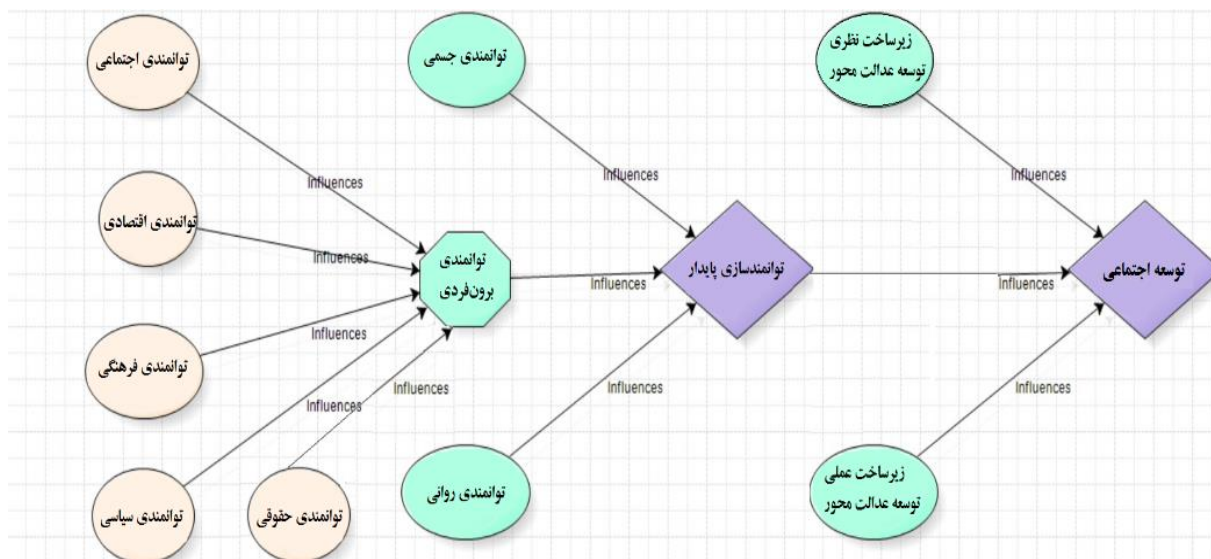 توانمندی اجتماعی
توانمندی جسمی
زیرساخت نظری
توسعه عدالت محور
Influences
Influences
Influences
توانمندی اقتصادی
Influences
توانمندی
برون‌فردی
Influences
توانمندسازی پایدار
Influences
توسعه اجتماعی
توانمندی فرهنگی
Influences
Influences
Influences
Influences
Influences
توانمندی سیاسی
توانمندی حقوقی
توانمندی روانی
زیرساخت عملی
توسعه عدالت محور